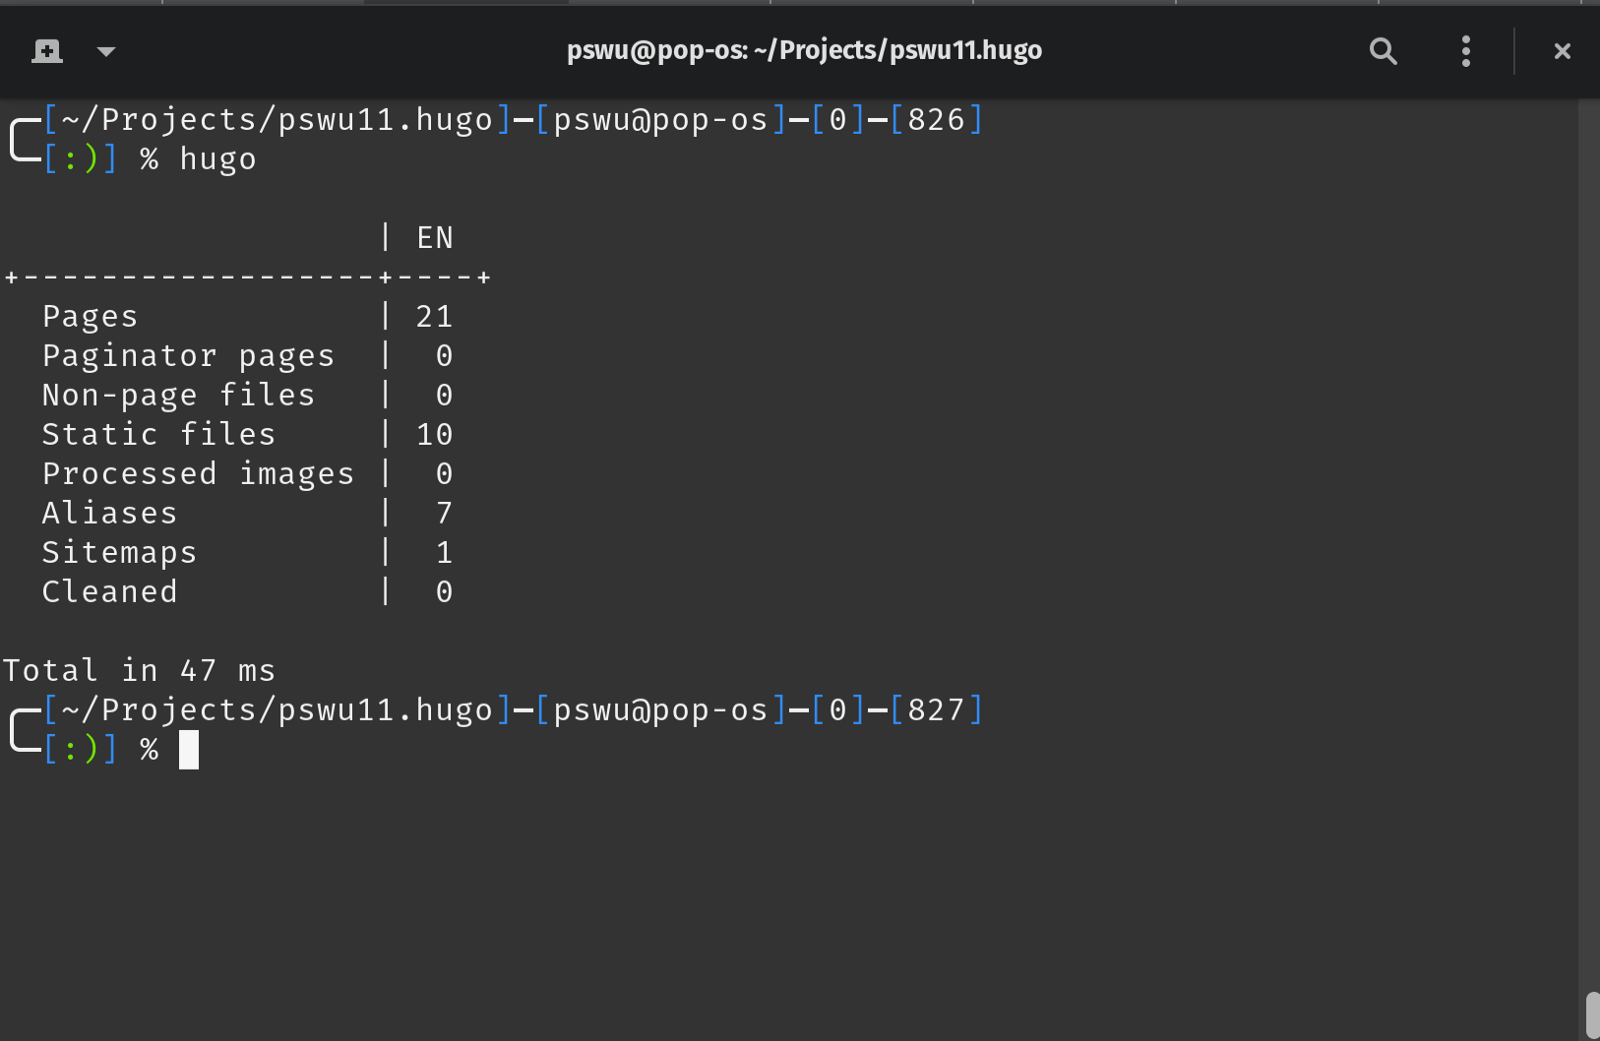 pswu@pop-os: ~/Projects/pswu11.hugo
[~/Projects/pswu11.hugo]—[pswu@pop-os]—[0]—[826]
[:)] % hugo
| EN
+------------------+----+
Pages | 21
Paginator pages | 0
Non-page files | 0
Static files | 10
Processed images | 0
Aliases | 7
Sitemaps | 1
Cleaned | 0
Total in 47 ms
[~/Projects/pswu11.hugo]—[pswu@pop-os]—[0]—[827]
[:)] %